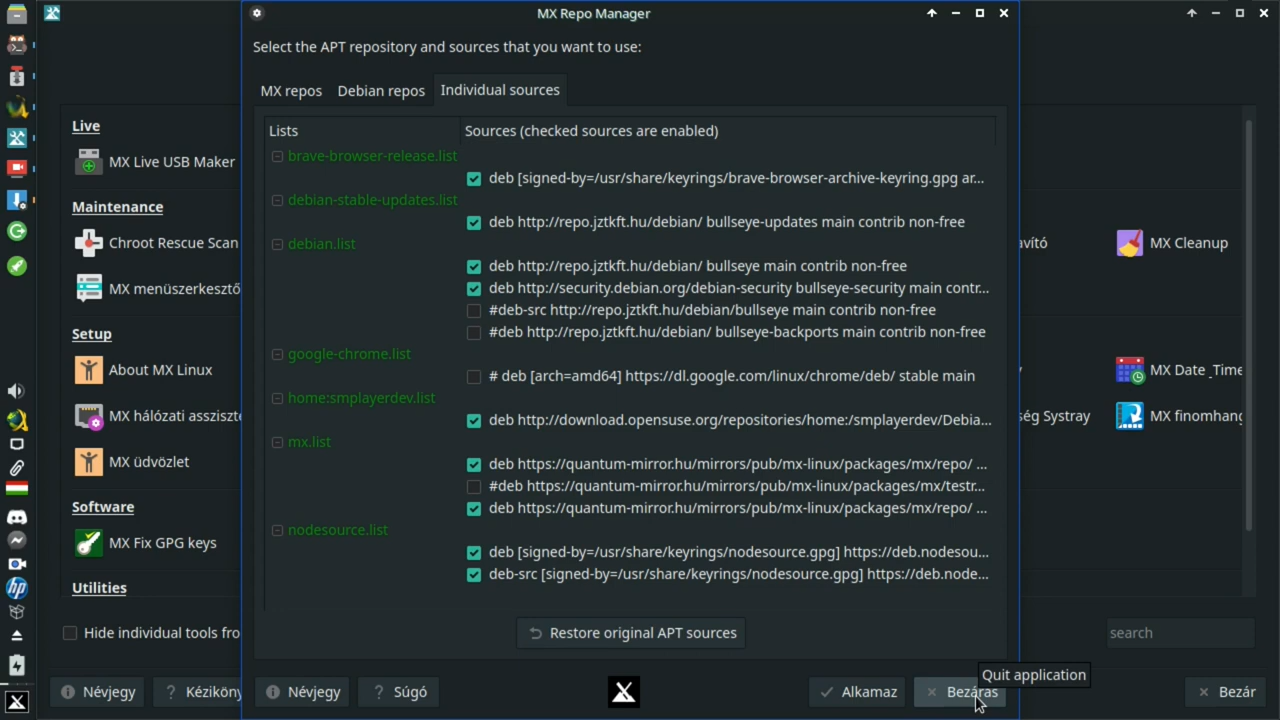 MX Repo Manager
Select the APT repository and sources that you want to use:
MX repos Debian repos Individual sources
Lists Sources (checked sources are enabled)
brave-browser-release.list
deb [signed-by=/usr/share/keyrings/brave-browser-archive-keyring.gpg ar...
debian-stable-updates.list
deb http://repo.jztkft.hu/debian/ bullseye-updates main contrib non-free
debian.list
deb http://repo.jztkft.hu/debian/ bullseye main contrib non-free
deb http://security.debian.org/debian-security bullseye-security main contr...
#deb-src http://repo.jztkft.hu/debian/bullseye main contrib non-free
#deb http://repo.jztkft.hu/debian/ bullseye-backports main contrib non-free
google-chrome.list
# deb [arch=amd64] https://dl.google.com/linux/chrome/deb/ stable main
home:smplayerdev.list
deb http://download.opensuse.org/repositories/home:/smplayerdev/Debia...
mx.list
deb https://quantum-mirror.hu/mirrors/pub/mx-linux/packages/mx/repo/ ...
#deb https://quantum-mirror.hu/mirrors/pub/mx-linux/packages/mx/testr...
deb https://quantum-mirror.hu/mirrors/pub/mx-linux/packages/mx/repo/ ...
nodesource.list
deb [signed-by=/usr/share/keyrings/nodesource.gpg] https://deb.nodesou...
deb-src [signed-by=/usr/share/keyrings/nodesource.gpg] https://deb.node...
Restore original APT sources
Névjegy ? Súgó Alkamaz Bezárás
Quit application
Live
MX Live USB Maker
Maintenance
Chroot Rescue Scan
MX menüszerkesztő
Setup
About MX Linux
MX hálózati assziszte
MX üdvözlet
Software
MX Fix GPG keys
Utilities
Hide individual tools fro
Névjegy ? Kézikön
avító MX Cleanup
MX Date_Time
ség Systray MX finomhang
search
Bezár
hp